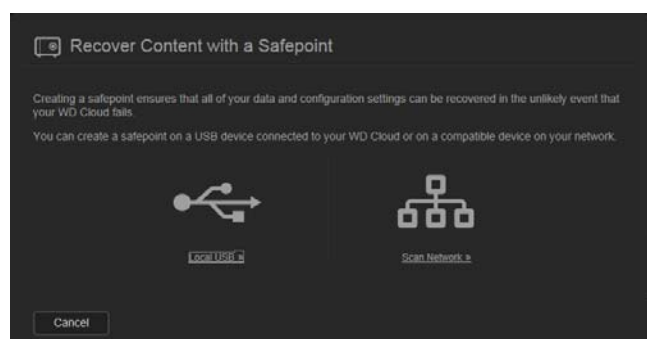 Recover Content with a Safepoint
Creating a safepoint ensures that all of your data and configuration settings can be recovered in the unlikely event that
your WD Cloud fails.
You can create a safepoint on a USB device connected to your WD Cloud or on a compatible device on your network.
Local USB »
Scan Network »
Cancel